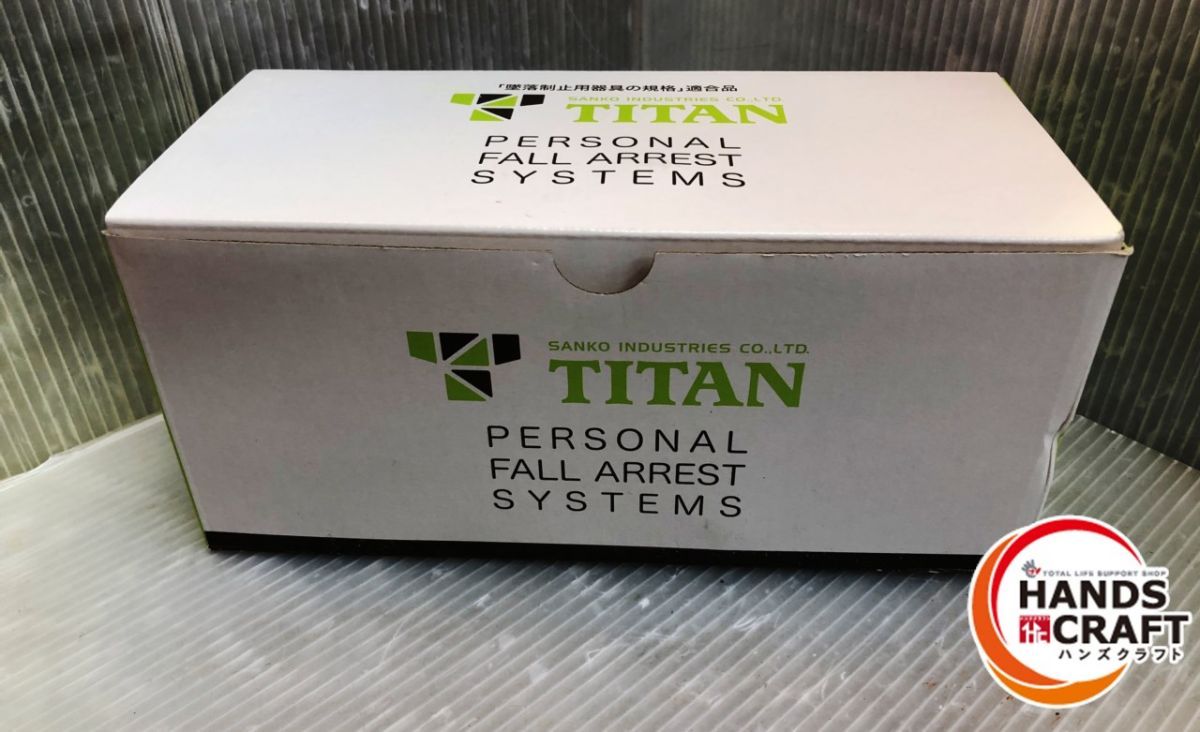 「墜落制止用器具の規格」適合品
SANKO INDUSTRIES CO.,LTD
TITAN
PERSONAL
FALL ARREST
SYSTEMS
SANKO INDUSTRIES CO.,LTD.
TITAN
PERSONAL
FALL ARREST
SYSTEMS
TOTAL LIFE SUPPORT SHOP
HANDS
CRAFT
ハンズクラフト